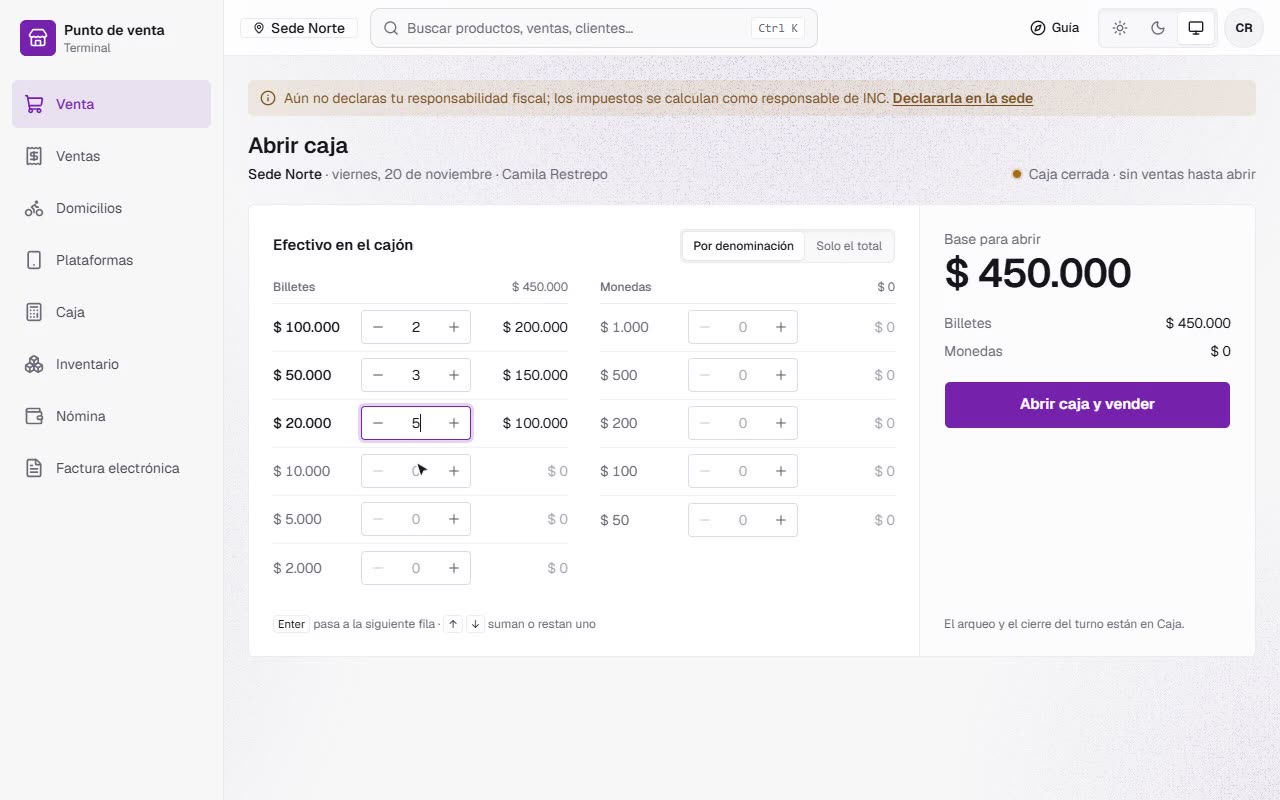 Punto de venta
Terminal
Sede Norte
Buscar productos, ventas, clientes...
Ctrl K
Guía
CR
Venta
Ventas
Domicilios
Plataformas
Caja
Inventario
Nómina
Factura electrónica
Aún no declaras tu responsabilidad fiscal; los impuestos se calculan como responsable de INC. Declararla en la sede
Abrir caja
Sede Norte · viernes, 20 de noviembre · Camila Restrepo
Caja cerrada · sin ventas hasta abrir
Efectivo en el cajón
Por denominación
Solo el total
Billetes $ 450.000
$ 100.000 − 2 + $ 200.000
$ 50.000 − 3 + $ 150.000
$ 20.000 − 5 + $ 100.000
$ 10.000 − 0 + $ 0
$ 5.000 − 0 + $ 0
$ 2.000 − 0 + $ 0
Monedas $ 0
$ 1.000 − 0 + $ 0
$ 500 − 0 + $ 0
$ 200 − 0 + $ 0
$ 100 − 0 + $ 0
$ 50 − 0 + $ 0
Enter pasa a la siguiente fila · ↑ ↓ suman o restan uno
Base para abrir
$ 450.000
Billetes $ 450.000
Monedas $ 0
Abrir caja y vender
El arqueo y el cierre del turno están en Caja.